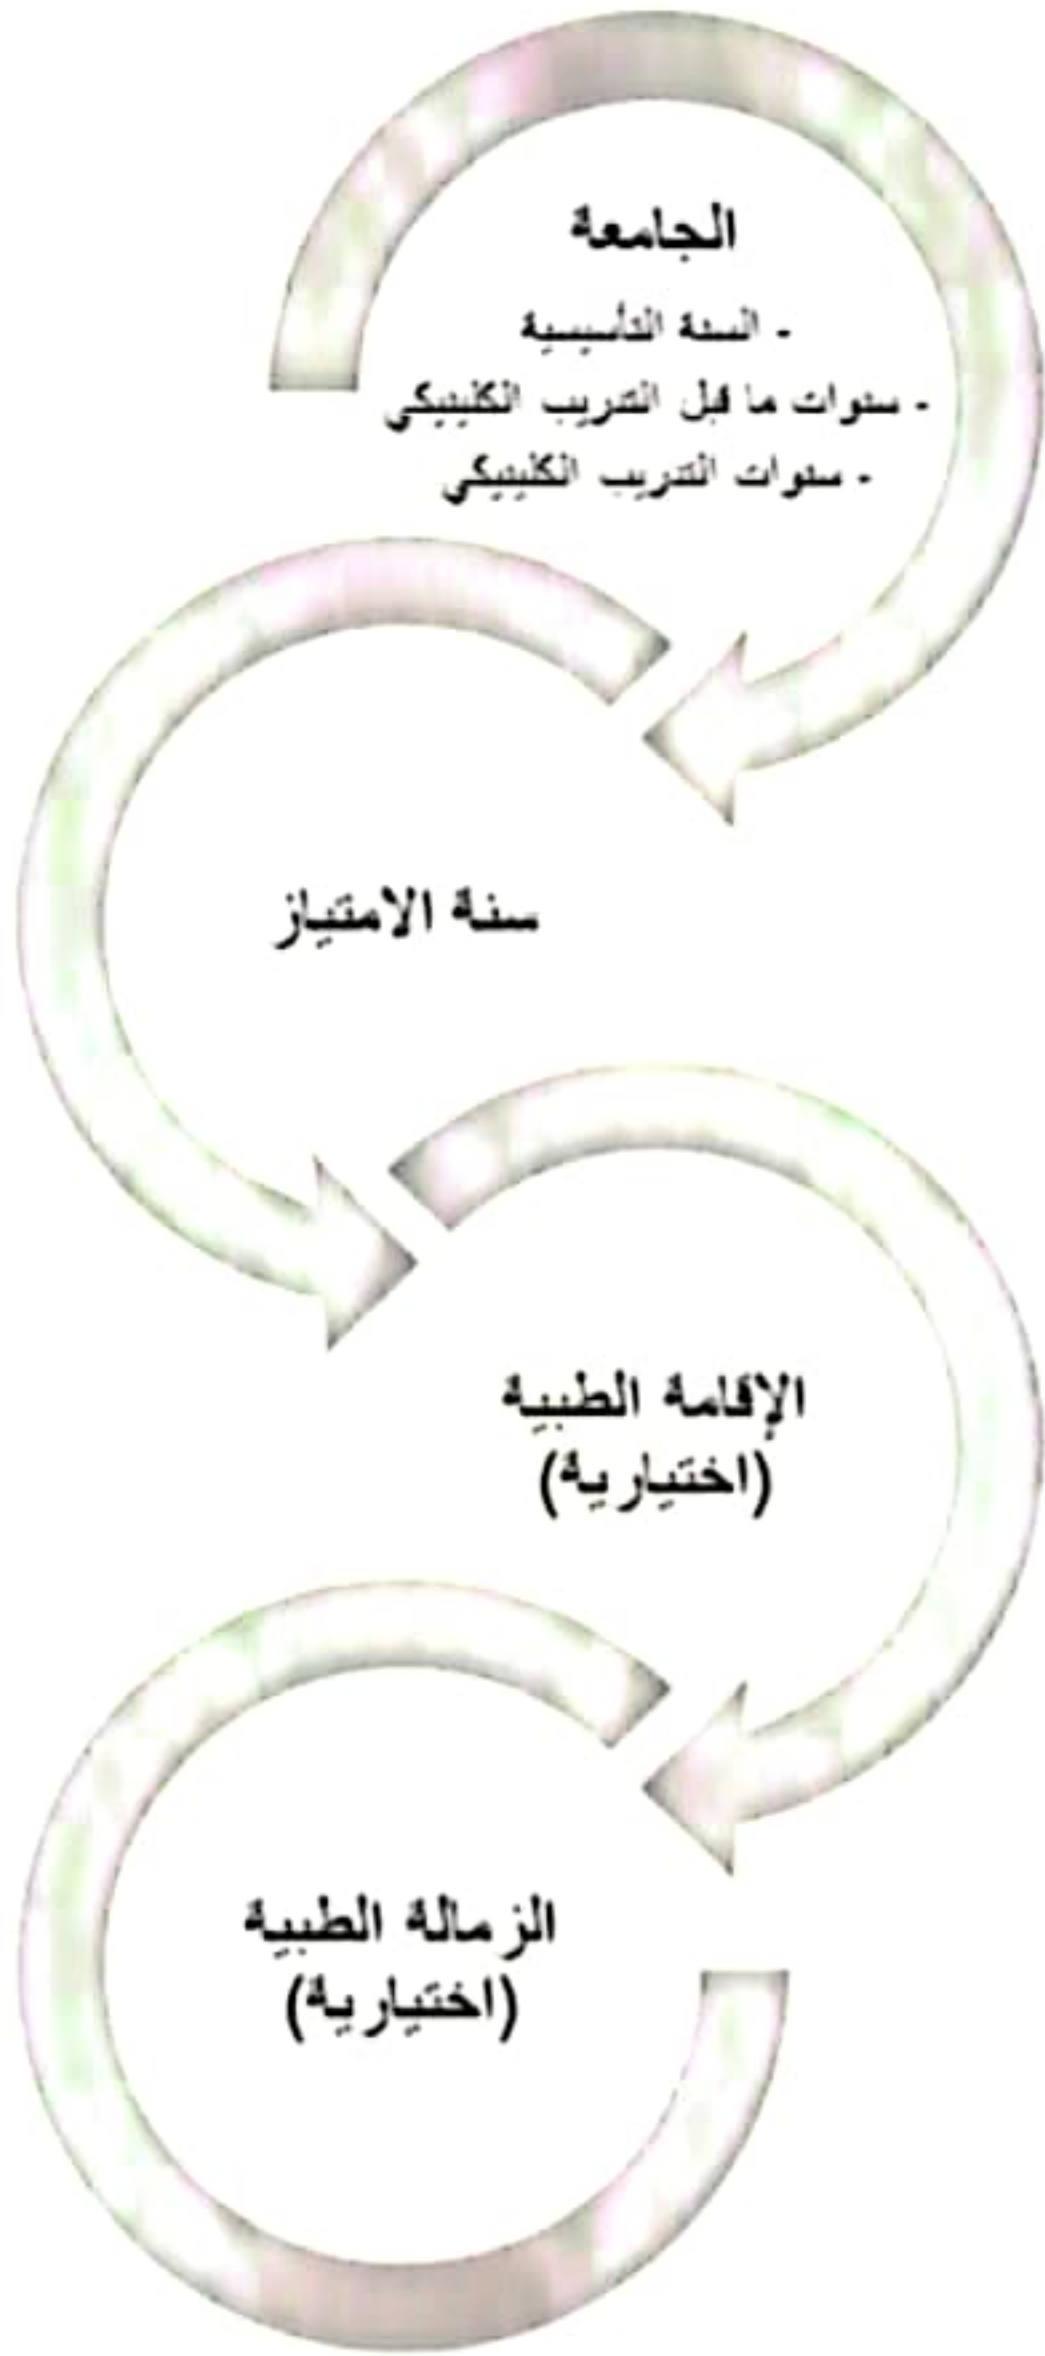 الجامعة
- السنة التأسيسية
- سنوات ما قبل التدريب الكلينيكي
- سنوات التدريب الكلينيكي
سنة الامتياز
الإقامة الطبية
(اختيارية)
الزمالة الطبية
(اختيارية)